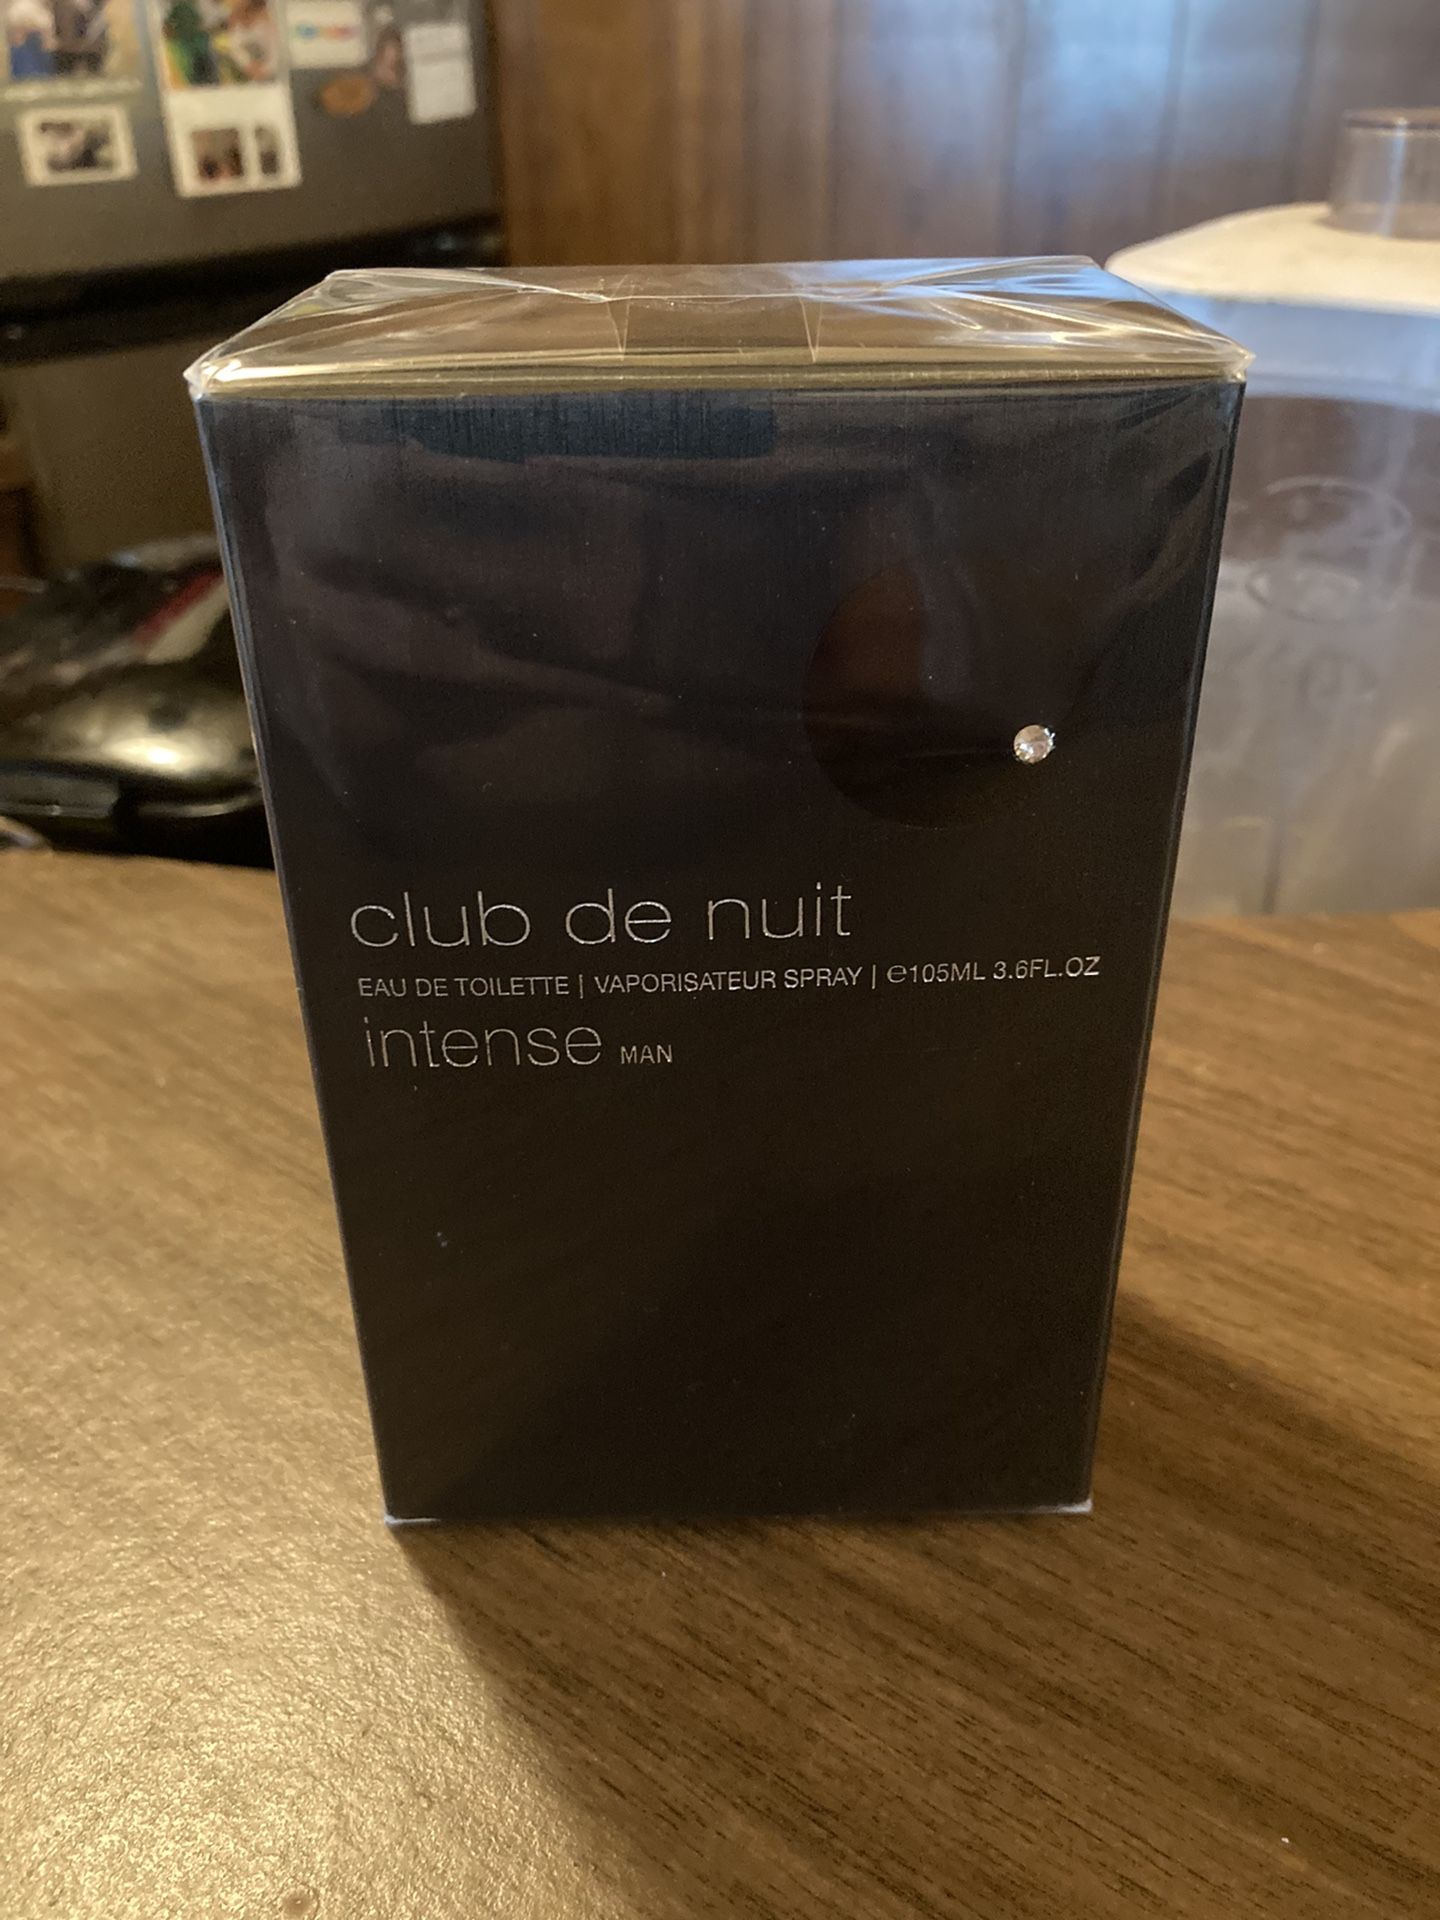 club de nuit
EAU DE TOILETTE | VAPORISATEUR SPRAY | ℮105ML 3.6FL.OZ
intense MAN